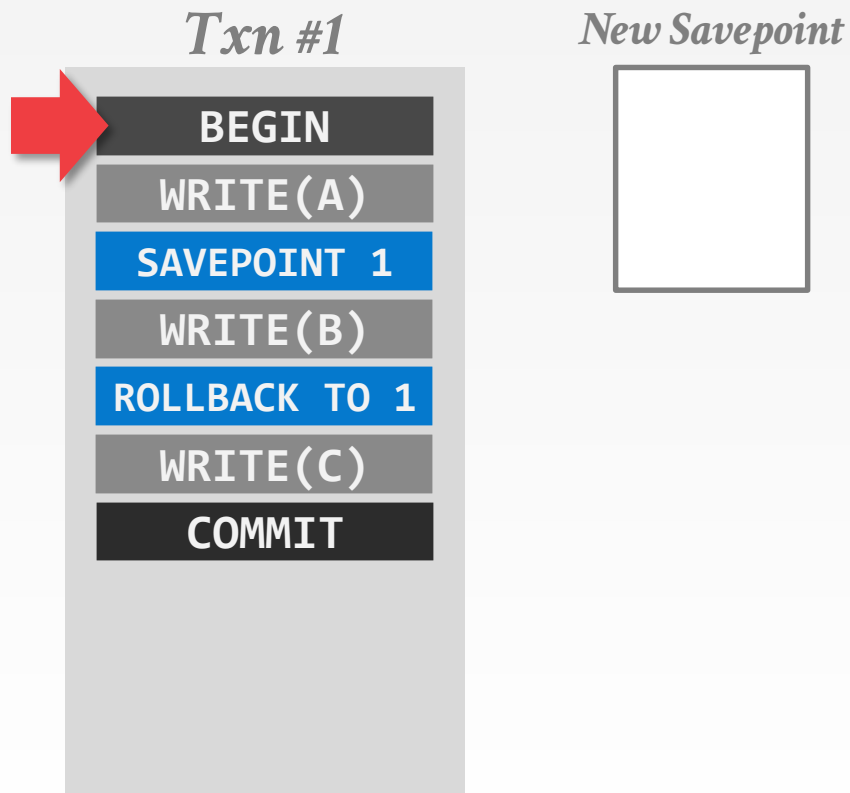 Txn #1
New Savepoint
BEGIN
WRITE(A)
SAVEPOINT 1
WRITE(B)
ROLLBACK TO 1
WRITE(C)
COMMIT